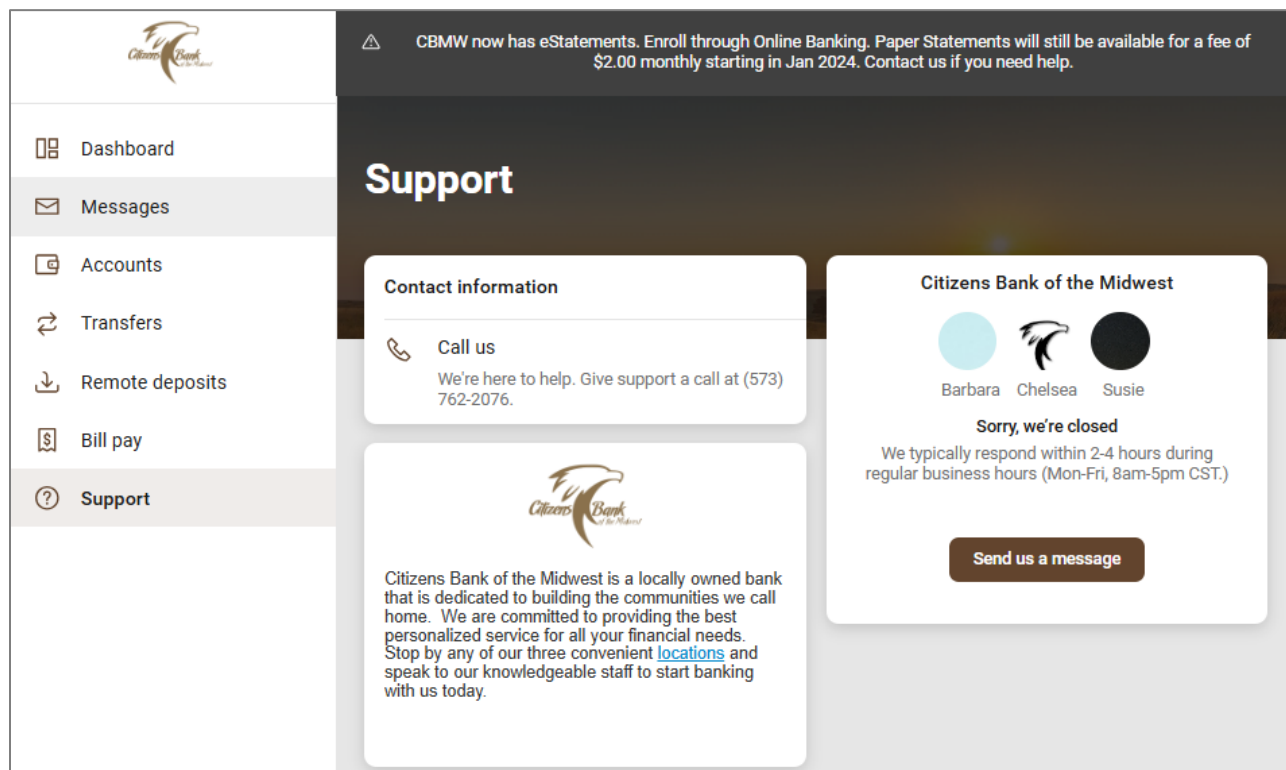 Citizens Bank
of the Midwest
CBMW now has eStatements. Enroll through Online Banking. Paper Statements will still be available for a fee of
$2.00 monthly starting in Jan 2024. Contact us if you need help.
Dashboard
Messages
Accounts
Transfers
Remote deposits
Bill pay
Support
Support
Contact information
Call us
We're here to help. Give support a call at (573)
762-2076.
Citizens Bank
of the Midwest
Citizens Bank of the Midwest is a locally owned bank
that is dedicated to building the communities we call
home.  We are committed to providing the best
personalized service for all your financial needs.
Stop by any of our three convenient locations and
speak to our knowledgeable staff to start banking
with us today.
Citizens Bank of the Midwest
Barbara Chelsea Susie
Sorry, we're closed
We typically respond within 2-4 hours during
regular business hours (Mon-Fri, 8am-5pm CST.)
Send us a message